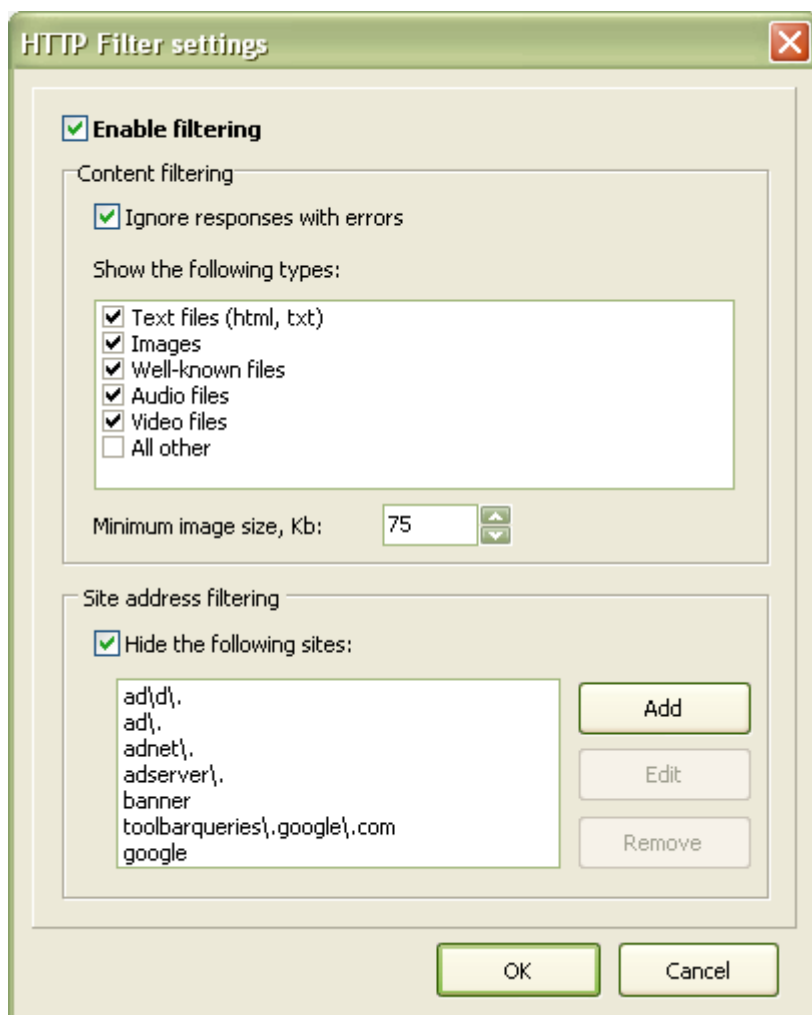 HTTP Filter settings
Enable filtering
Content filtering
Ignore responses with errors
Show the following types:
Text files (html, txt)
Images
Well-known files
Audio files
Video files
All other
Minimum image size, Kb: 75
Site address filtering
Hide the following sites:
ad\d\.
ad\.
adnet\.
adserver\.
banner
toolbarqueries\.google\.com
google
Add
Edit
Remove
OK Cancel